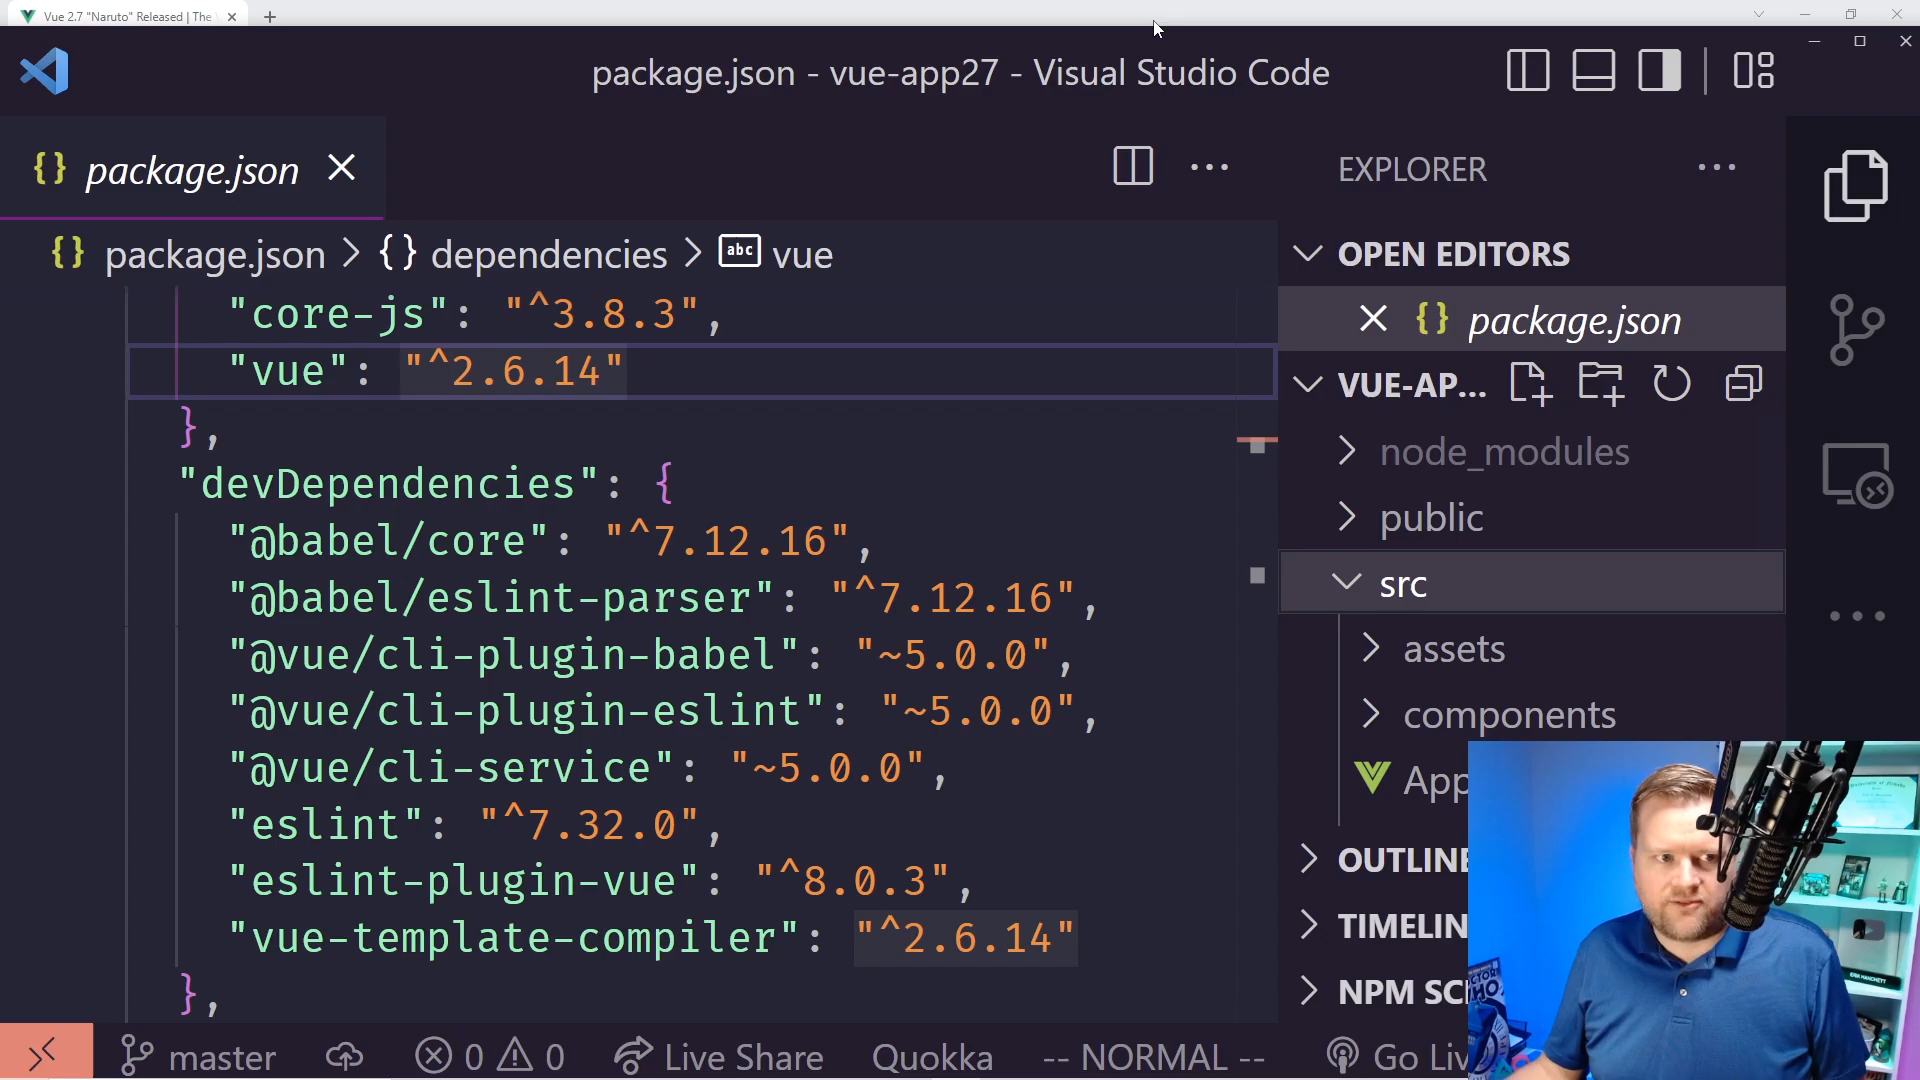 Vue 2.7 "Naruto" Released | The
package.json - vue-app27 - Visual Studio Code
package.json
EXPLORER
package.json > {} dependencies > abc vue
OPEN EDITORS
package.json
VUE-AP...
node_modules
public
src
assets
components
App
OUTLINE
TIMELIN
NPM SC
"core-js": "^3.8.3",
"vue": "^2.6.14"
},
"devDependencies": {
"@babel/core": "^7.12.16",
"@babel/eslint-parser": "^7.12.16",
"@vue/cli-plugin-babel": "~5.0.0",
"@vue/cli-plugin-eslint": "~5.0.0",
"@vue/cli-service": "~5.0.0",
"eslint": "^7.32.0",
"eslint-plugin-vue": "^8.0.3",
"vue-template-compiler": "^2.6.14"
},
ERIK HANCHETT
master 0 0 Live Share Quokka -- NORMAL -- Go Liv